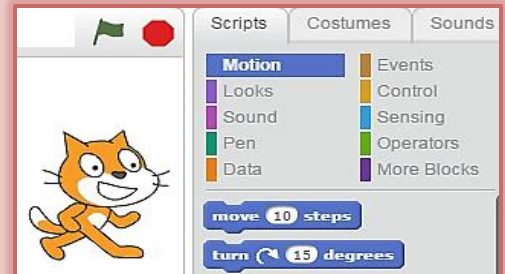 Scripts Costumes Sounds
Motion Events
Looks Control
Sound Sensing
Pen Operators
Data More Blocks
move 10 steps
turn 15 degrees